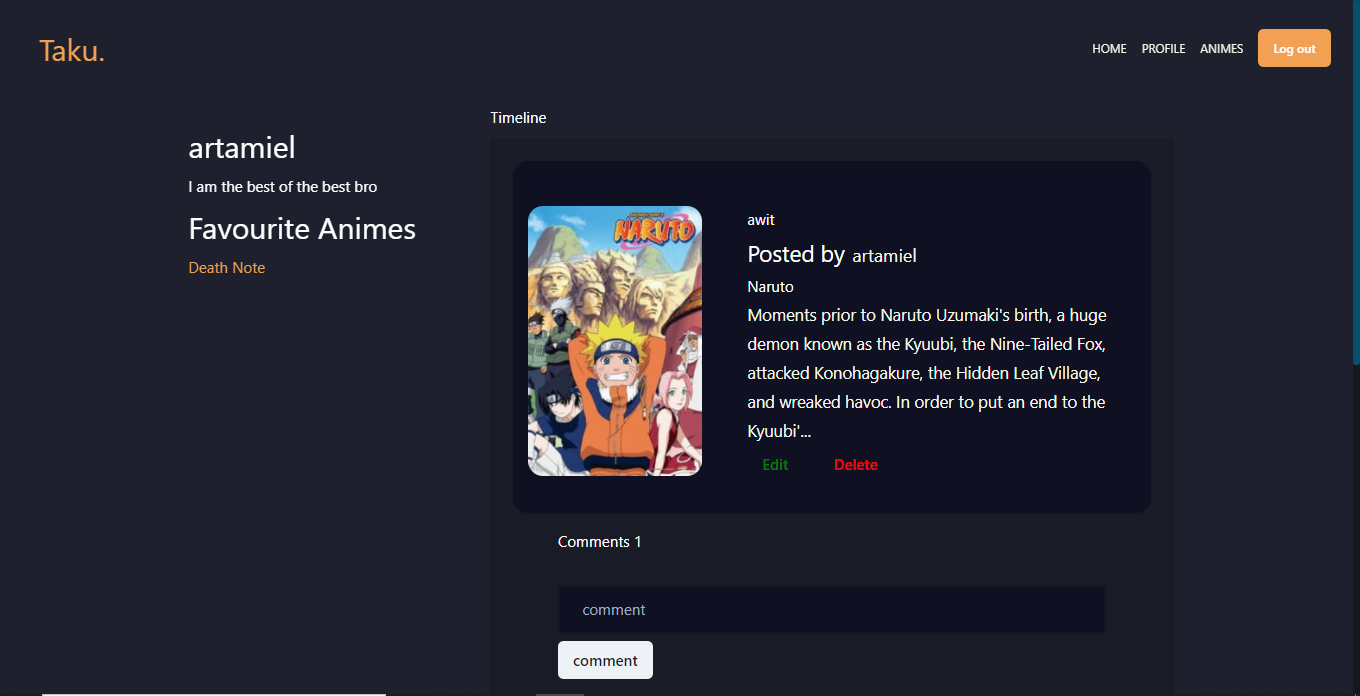 Taku.
HOME PROFILE ANIMES Log out
artamiel
I am the best of the best bro
Favourite Animes
Death Note
Timeline
NARUTO
awit
Posted by artamiel
Naruto
Moments prior to Naruto Uzumaki's birth, a huge
demon known as the Kyuubi, the Nine-Tailed Fox,
attacked Konohagakure, the Hidden Leaf Village,
and wreaked havoc. In order to put an end to the
Kyuubi'...
Edit Delete
Comments 1
comment
comment